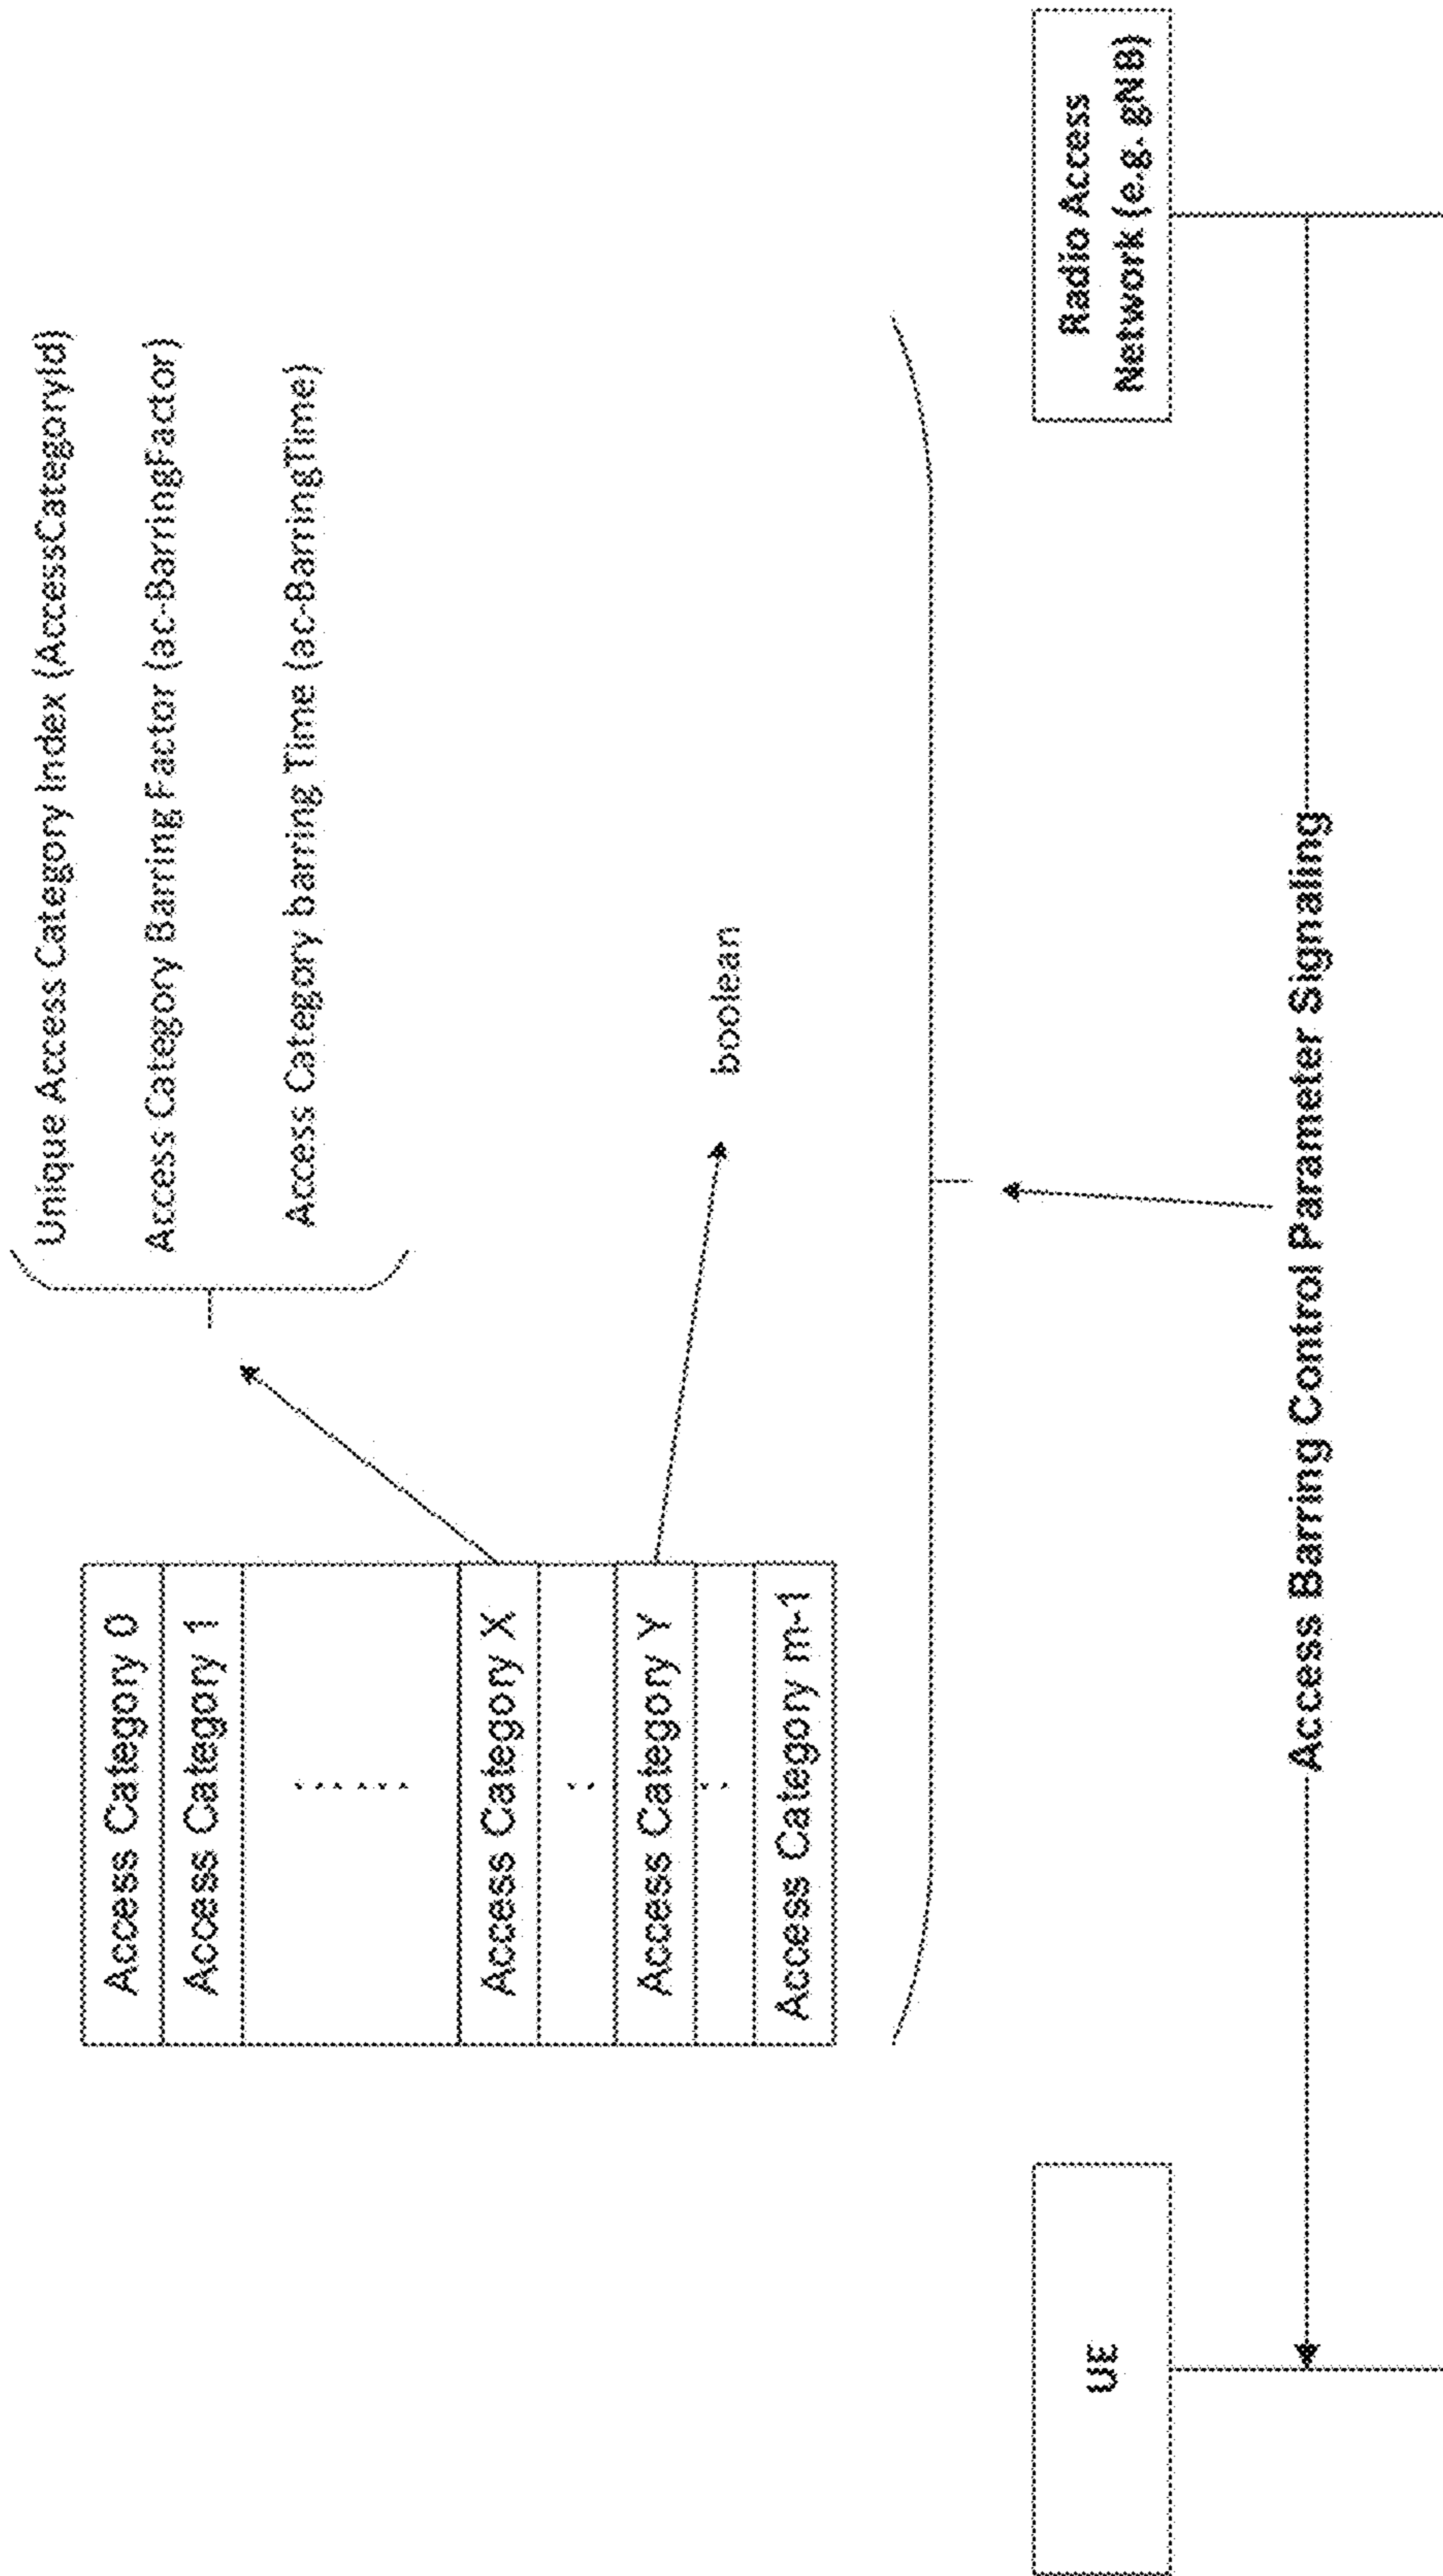 Unique Access Category Index (AccessCategoryId)
Access Category Barring Factor (ac-BarringFactor)
Access Category barring Time (ac-BarringTime)
Access Category 0
Access Category 1
. . . . . .
Access Category X
. .
Access Category Y
. .
Access Category m-1
boolean
UE
Radio Access
Network (e.g. gNB)
Access Barring Control Parameter Signaling